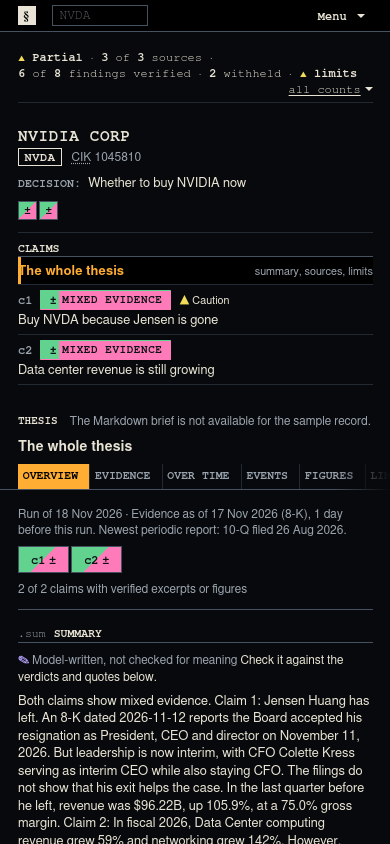 § NVDA Menu
▲ Partial · 3 of 3 sources ·
6 of 8 findings verified · 2 withheld · ▲ limits
all counts
NVIDIA CORP
NVDA CIK 1045810
DECISION: Whether to buy NVIDIA now
± ±
CLAIMS
The whole thesis summary, sources, limits
c1 ± MIXED EVIDENCE Caution
Buy NVDA because Jensen is gone
c2 ± MIXED EVIDENCE
Data center revenue is still growing
THESIS The Markdown brief is not available for the sample record.
The whole thesis
OVERVIEW EVIDENCE OVER TIME EVENTS FIGURES
Run of 18 Nov 2026 · Evidence as of 17 Nov 2026 (8-K), 1 day
before this run. Newest periodic report: 10-Q filed 26 Aug 2026.
c1 ± c2 ±
2 of 2 claims with verified excerpts or figures
.sum SUMMARY
✎ Model-written, not checked for meaning Check it against the
verdicts and quotes below.
Both claims show mixed evidence. Claim 1: Jensen Huang has
left. An 8-K dated 2026-11-12 reports the Board accepted his
resignation as President, CEO and director on November 11,
2026. But leadership is now interim, with CFO Colette Kress
serving as interim CEO while also staying CFO. The filings do
not show that his exit helps the case. In the last quarter before
he left, revenue was $96.22B, up 105.9%, at a 75.0% gross
margin. Claim 2: In fiscal 2026, Data Center computing
revenue grew 59% and networking grew 142%. However,